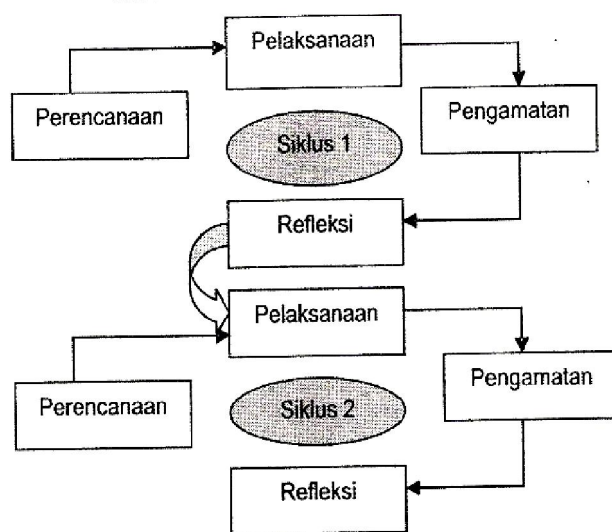 Pelaksanaan
Perencanaan
Pengamatan
Siklus 1
Refleksi
Pelaksanaan
Pengamatan
Perencanaan
Siklus 2
Refleksi